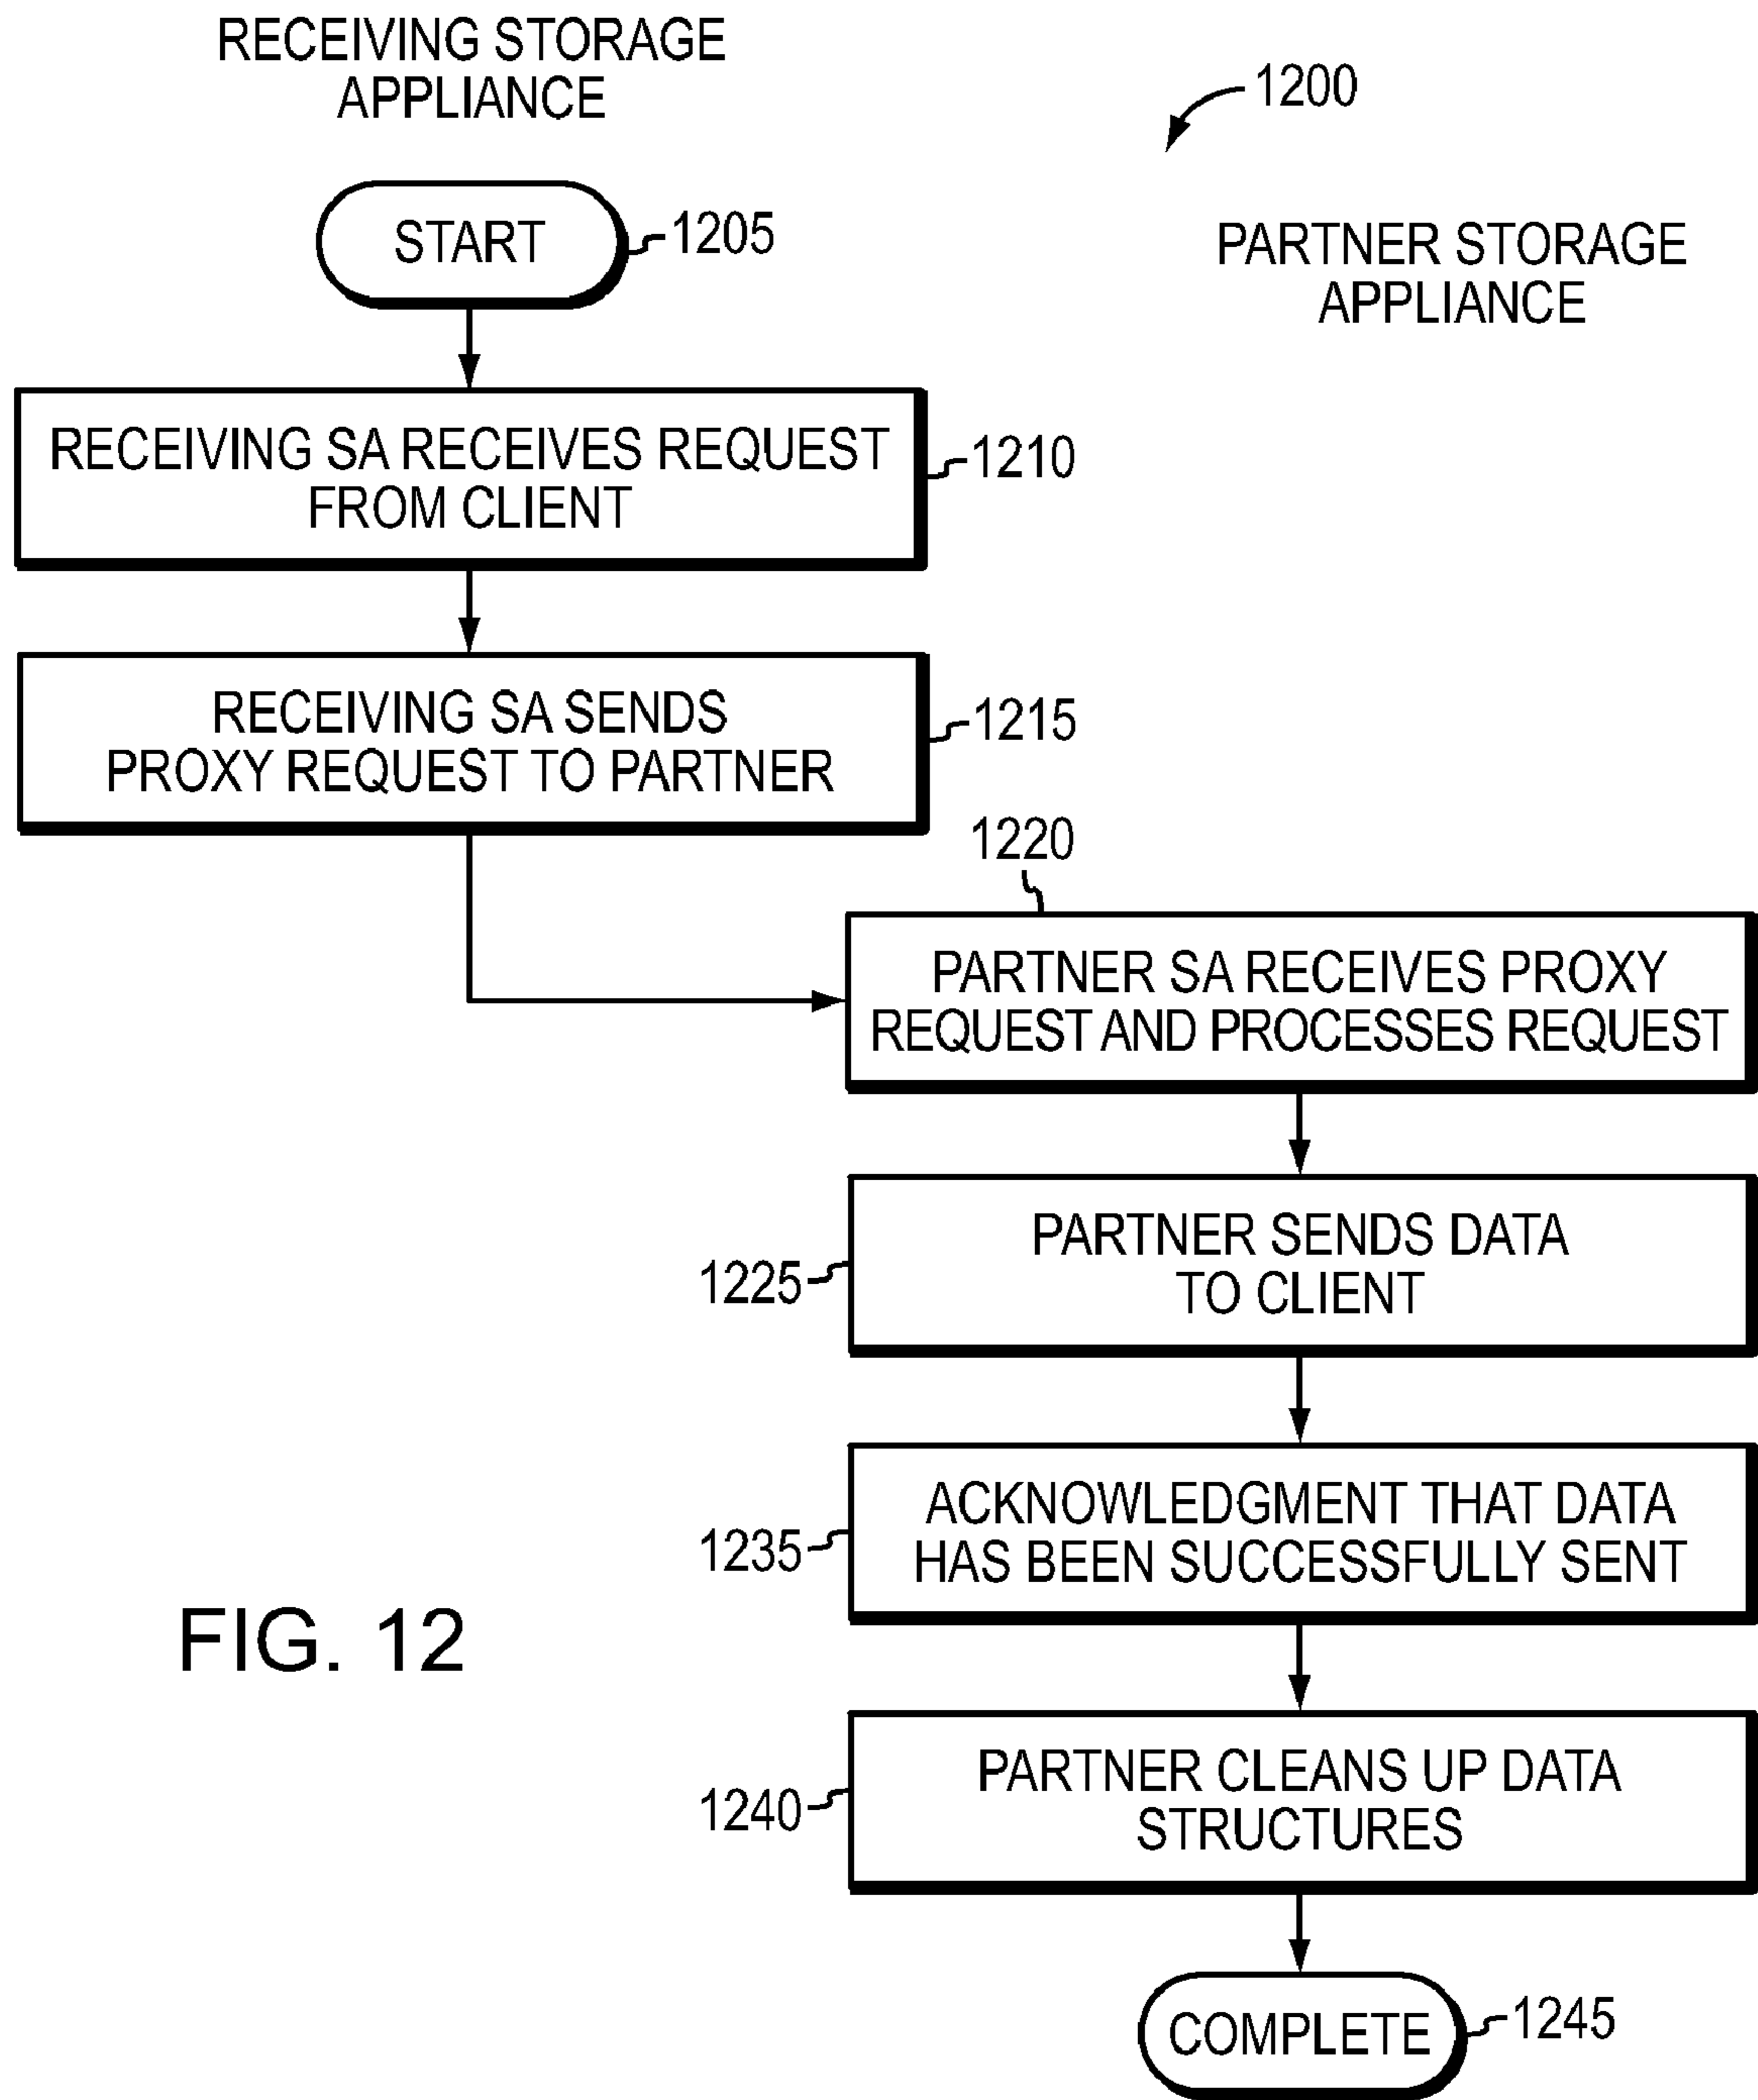 RECEIVING STORAGE
APPLIANCE
1200
START
1205
PARTNER STORAGE
APPLIANCE
RECEIVING SA RECEIVES REQUEST
FROM CLIENT
1210
RECEIVING SA SENDS
PROXY REQUEST TO PARTNER
1215
1220
PARTNER SA RECEIVES PROXY
REQUEST AND PROCESSES REQUEST
PARTNER SENDS DATA
TO CLIENT
1225
ACKNOWLEDGMENT THAT DATA
HAS BEEN SUCCESSFULLY SENT
1235
FIG. 12
PARTNER CLEANS UP DATA
STRUCTURES
1240
COMPLETE
1245